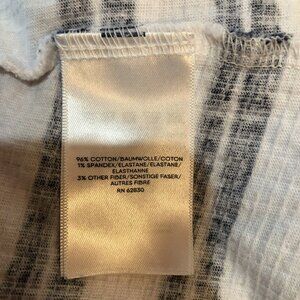 96% COTTON/BAUMWOLLE/COTON
1% SPANDEX/ELASTANE/ELASTANE/
ELASTHANNE
3% OTHER FIBER/SONSTIGE FASER/
AUTRES FIBRE
RN 62830